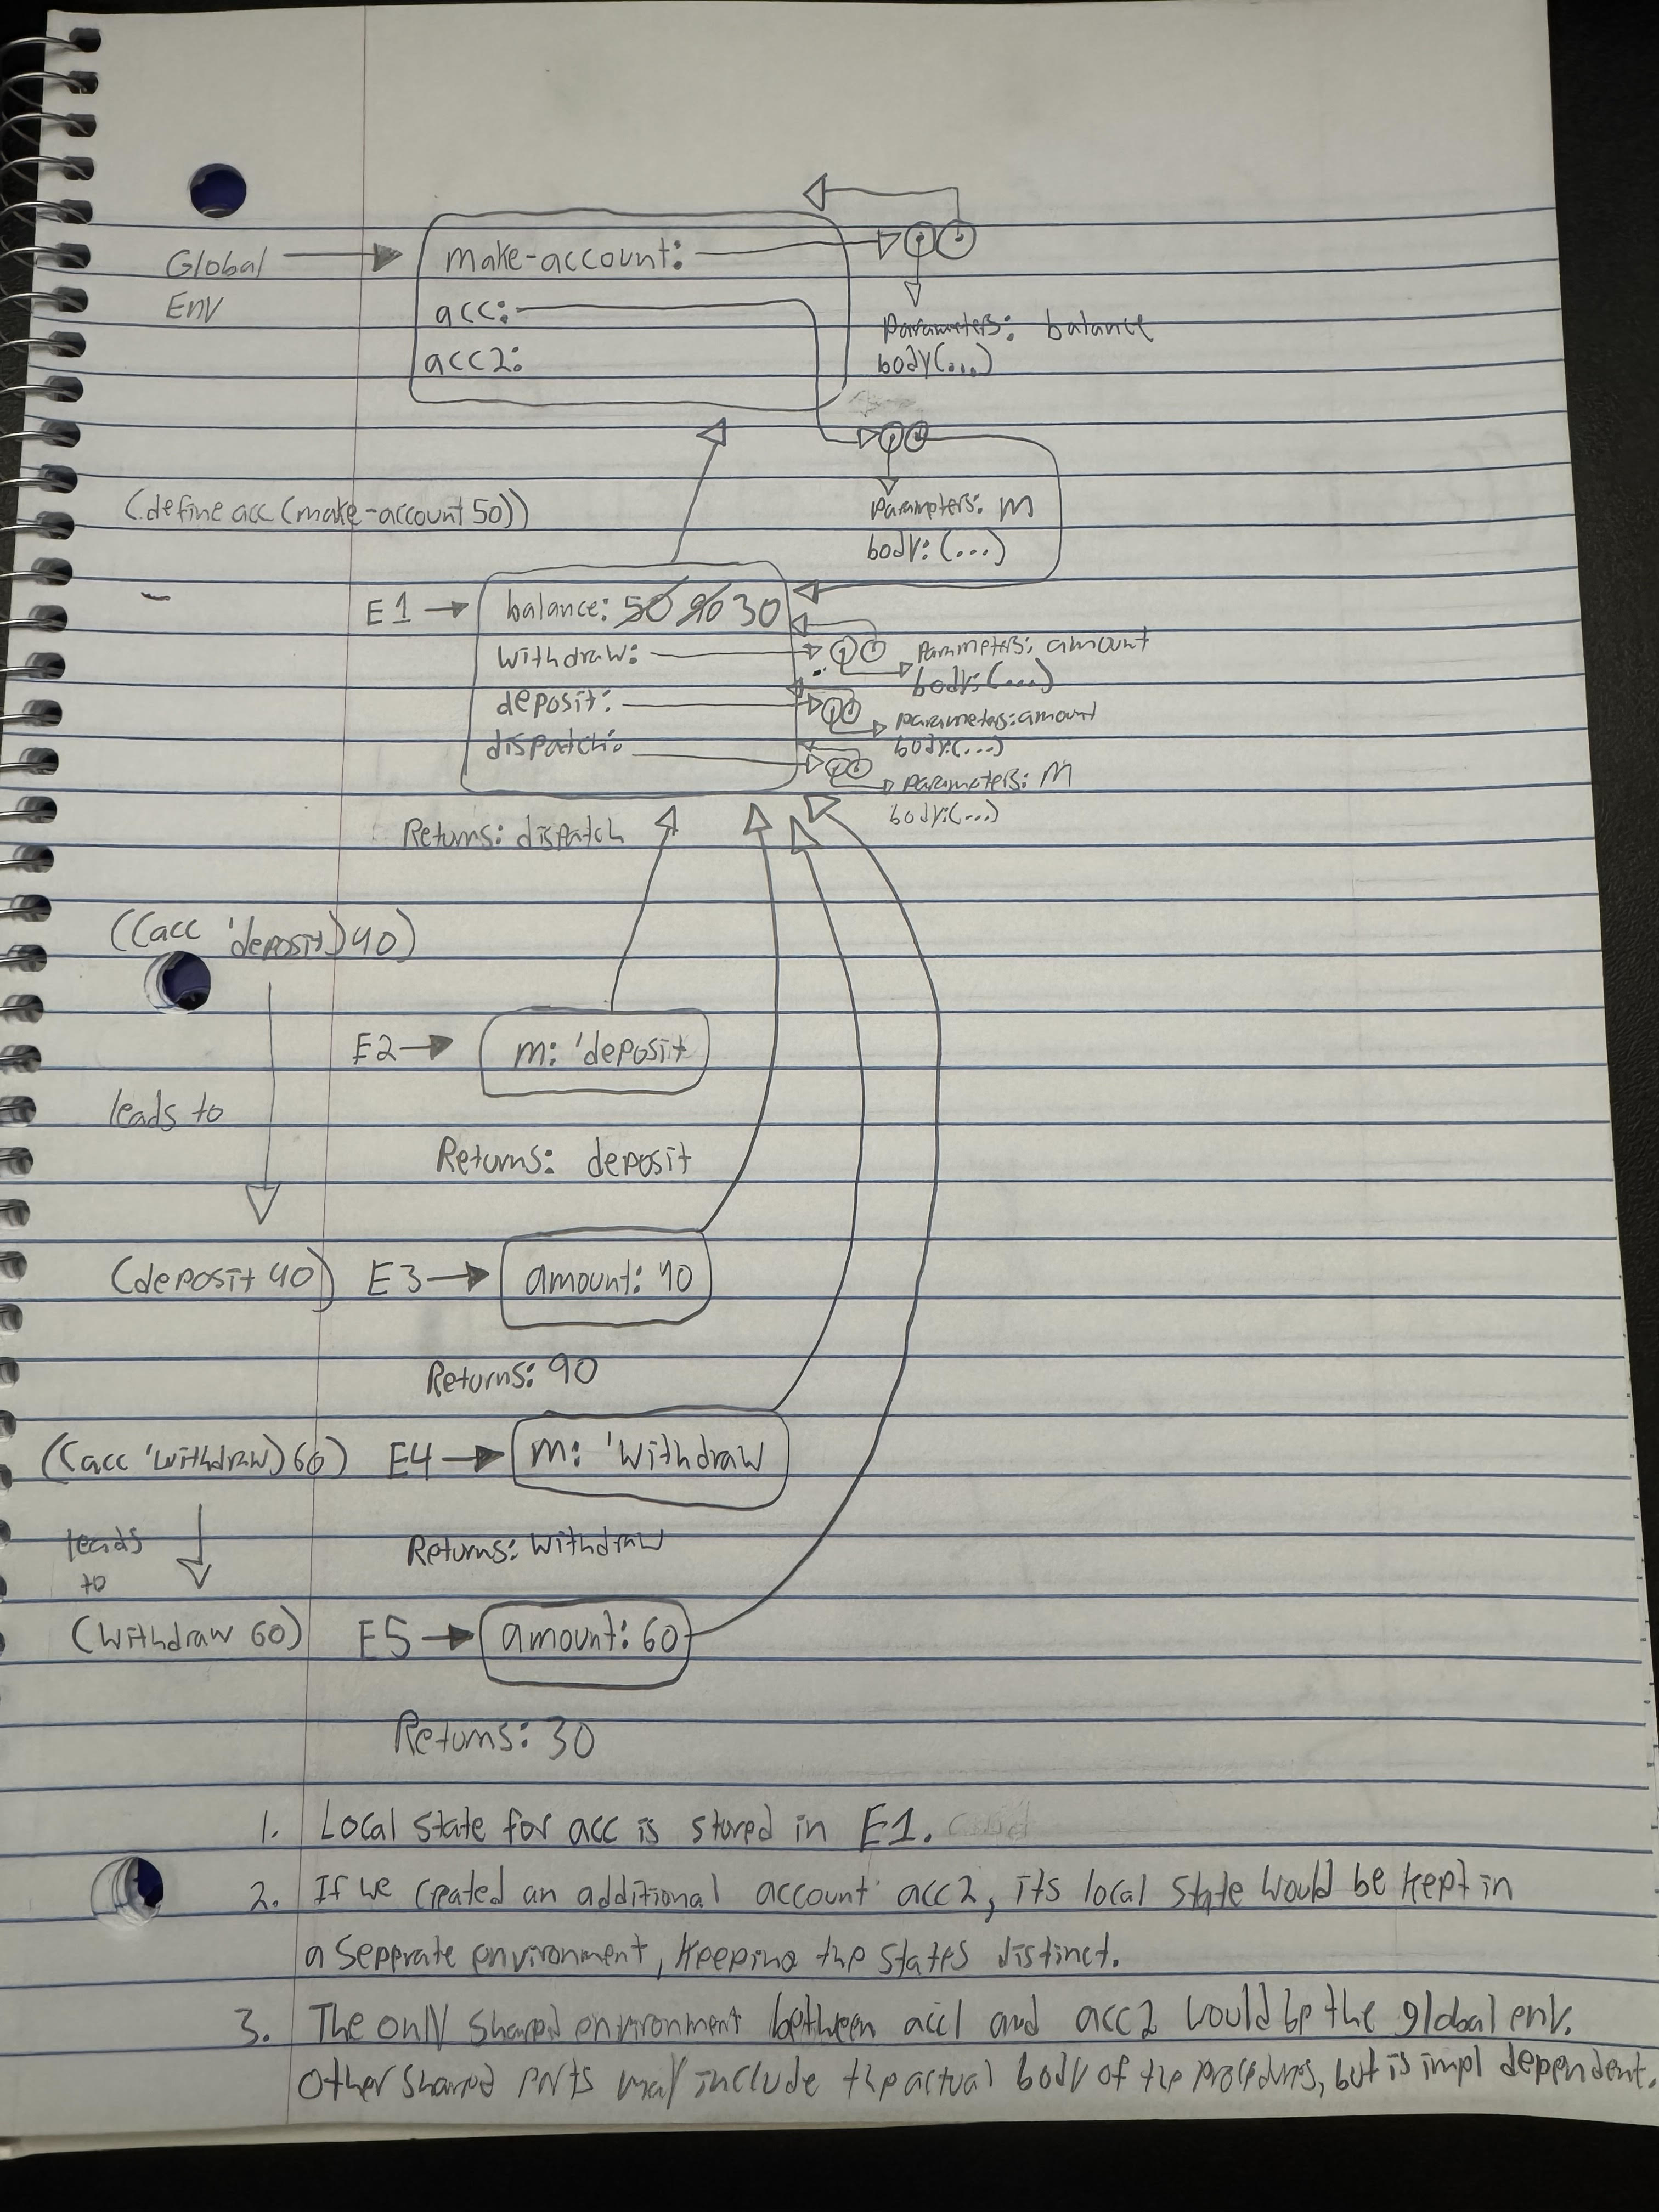 Global
Env
make-account:
acc:
acc2:
parameters: balance
body(...)
(define acc (make-account 50))
parameters: m
body: (...)
E1
balance: 50 90 30
withdraw:
parameters: amount
body: (...)
deposit:
parameters: amount
body: (...)
dispatch:
parameters: m
body: (...)
Returns: dispatch
((acc 'deposit) 40)
E2
m: 'deposit
leads to
Returns: deposit
(deposit 40) E3 amount: 40
Returns: 90
((acc 'withdraw) 60) E4 m: 'withdraw
leads
to
Returns: withdraw
(withdraw 60) E5 amount: 60
Returns: 30
1. Local state for acc is stored in E1.
2. If we created an additional account acc2, its local state would be kept in
a seperate environment, keeping the states distinct.
3. The only shared environment between acc1 and acc2 would be the global env.
Other shared parts may include the actual body of the procedures, but is impl dependent.